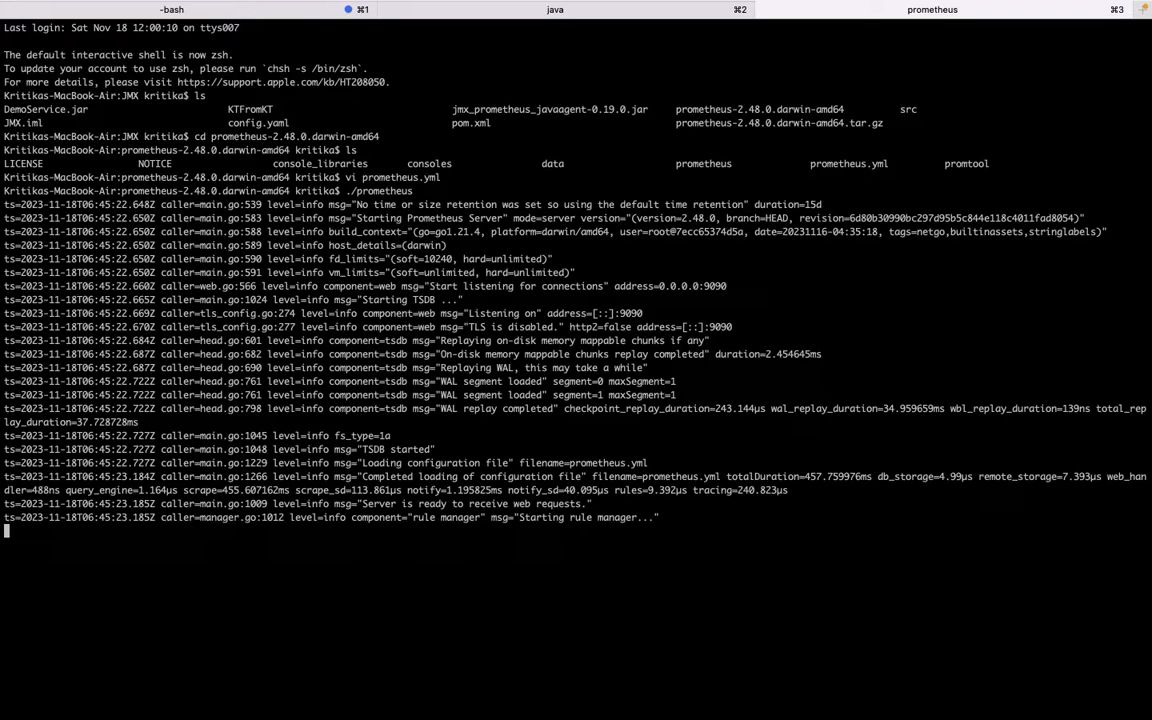 -bash ⌘1 java ⌘2 prometheus ⌘3
Last login: Sat Nov 18 12:00:10 on ttys007
The default interactive shell is now zsh.
To update your account to use zsh, please run `chsh -s /bin/zsh`.
For more details, please visit https://support.apple.com/kb/HT208050.
Kritikas-MacBook-Air:JMX kritika$ ls
DemoService.jar KTFromKT jmx_prometheus_javaagent-0.19.0.jar prometheus-2.48.0.darwin-amd64 src
JMX.iml config.yaml pom.xml prometheus-2.48.0.darwin-amd64.tar.gz
Kritikas-MacBook-Air:JMX kritika$ cd prometheus-2.48.0.darwin-amd64
Kritikas-MacBook-Air:prometheus-2.48.0.darwin-amd64 kritika$ ls
LICENSE NOTICE console_libraries consoles data prometheus prometheus.yml promtool
Kritikas-MacBook-Air:prometheus-2.48.0.darwin-amd64 kritika$ vi prometheus.yml
Kritikas-MacBook-Air:prometheus-2.48.0.darwin-amd64 kritika$ ./prometheus
ts=2023-11-18T06:45:22.648Z caller=main.go:539 level=info msg="No time or size retention was set so using the default time retention" duration=15d
ts=2023-11-18T06:45:22.650Z caller=main.go:583 level=info msg="Starting Prometheus Server" mode=server version="(version=2.48.0, branch=HEAD, revision=6d80b30990bc297d95b5c844e118c4011fad8054)"
ts=2023-11-18T06:45:22.650Z caller=main.go:588 level=info build_context="(go=go1.21.4, platform=darwin/amd64, user=root@7ecc65374d5a, date=20231116-04:35:18, tags=netgo,builtinassets,stringlabels)"
ts=2023-11-18T06:45:22.650Z caller=main.go:589 level=info host_details=(darwin)
ts=2023-11-18T06:45:22.650Z caller=main.go:590 level=info fd_limits="(soft=10240, hard=unlimited)"
ts=2023-11-18T06:45:22.650Z caller=main.go:591 level=info vm_limits="(soft=unlimited, hard=unlimited)"
ts=2023-11-18T06:45:22.660Z caller=web.go:566 level=info component=web msg="Start listening for connections" address=0.0.0.0:9090
ts=2023-11-18T06:45:22.665Z caller=main.go:1024 level=info msg="Starting TSDB ..."
ts=2023-11-18T06:45:22.669Z caller=tls_config.go:274 level=info component=web msg="Listening on" address=[::]:9090
ts=2023-11-18T06:45:22.670Z caller=tls_config.go:277 level=info component=web msg="TLS is disabled." http2=false address=[::]:9090
ts=2023-11-18T06:45:22.684Z caller=head.go:601 level=info component=tsdb msg="Replaying on-disk memory mappable chunks if any"
ts=2023-11-18T06:45:22.687Z caller=head.go:682 level=info component=tsdb msg="On-disk memory mappable chunks replay completed" duration=2.454645ms
ts=2023-11-18T06:45:22.687Z caller=head.go:690 level=info component=tsdb msg="Replaying WAL, this may take a while"
ts=2023-11-18T06:45:22.722Z caller=head.go:761 level=info component=tsdb msg="WAL segment loaded" segment=0 maxSegment=1
ts=2023-11-18T06:45:22.722Z caller=head.go:761 level=info component=tsdb msg="WAL segment loaded" segment=1 maxSegment=1
ts=2023-11-18T06:45:22.722Z caller=head.go:798 level=info component=tsdb msg="WAL replay completed" checkpoint_replay_duration=243.144µs wal_replay_duration=34.959659ms wbl_replay_duration=139ns total_rep
lay_duration=37.728728ms
ts=2023-11-18T06:45:22.727Z caller=main.go:1045 level=info fs_type=1a
ts=2023-11-18T06:45:22.727Z caller=main.go:1048 level=info msg="TSDB started"
ts=2023-11-18T06:45:22.727Z caller=main.go:1229 level=info msg="Loading configuration file" filename=prometheus.yml
ts=2023-11-18T06:45:23.184Z caller=main.go:1266 level=info msg="Completed loading of configuration file" filename=prometheus.yml totalDuration=457.759976ms db_storage=4.99µs remote_storage=7.393µs web_han
dler=488ns query_engine=1.164µs scrape=455.607162ms scrape_sd=113.861µs notify=1.195825ms notify_sd=40.095µs rules=9.392µs tracing=240.823µs
ts=2023-11-18T06:45:23.185Z caller=main.go:1009 level=info msg="Server is ready to receive web requests."
ts=2023-11-18T06:45:23.185Z caller=manager.go:1012 level=info component="rule manager" msg="Starting rule manager..."